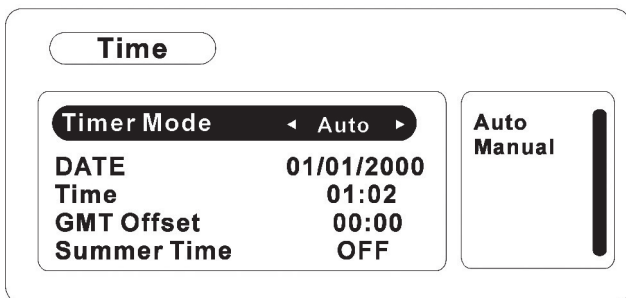 Time
Timer Mode ◄ Auto ►
DATE 01/01/2000
Time 01:02
GMT Offset 00:00
Summer Time OFF
Auto
Manual